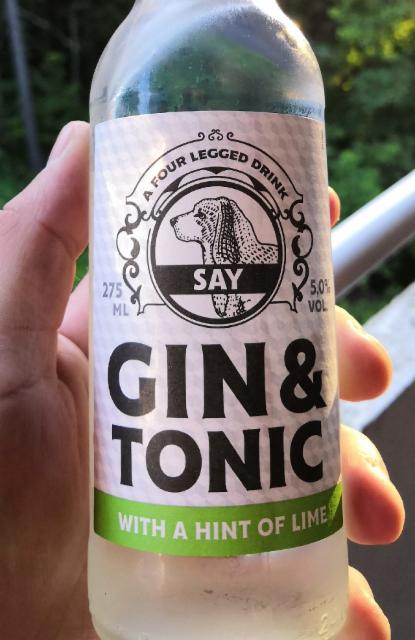 A FOUR LEGGED DRINK
SAY
275
ML
5,0%
VOL.
GIN &
TONIC
WITH A HINT OF LIME